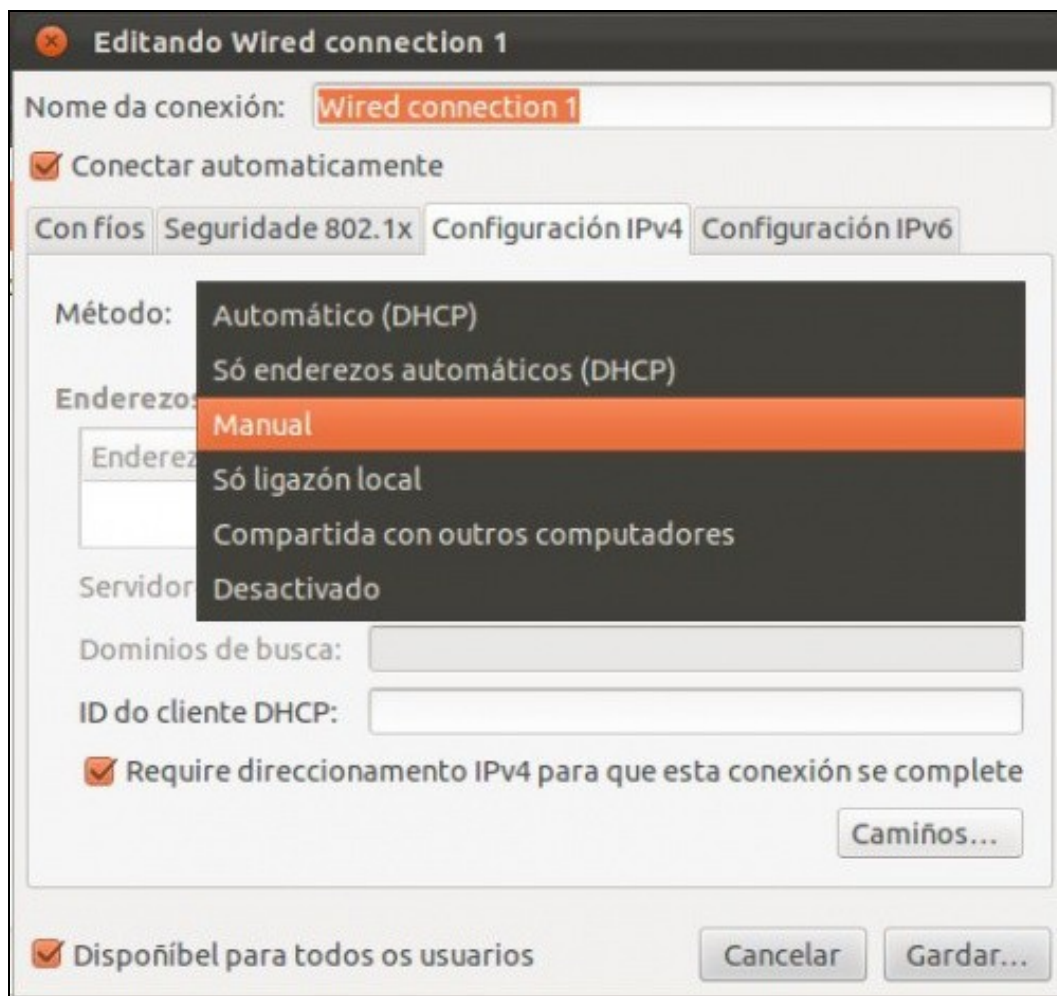 Editando Wired connection 1
Nome da conexión: Wired connection 1
Conectar automaticamente
Con fíos Seguridade 802.1x Configuración IPv4 Configuración IPv6
Método: Automático (DHCP)
Só enderezos automáticos (DHCP)
Enderezos
Manual
Enderez
Só ligazón local
Compartida con outros computadores
Servidor
Desactivado
Dominios de busca:
ID do cliente DHCP:
Require direccionamento IPv4 para que esta conexión se complete
Camiños...
Dispoñíbel para todos os usuarios Cancelar Gardar...